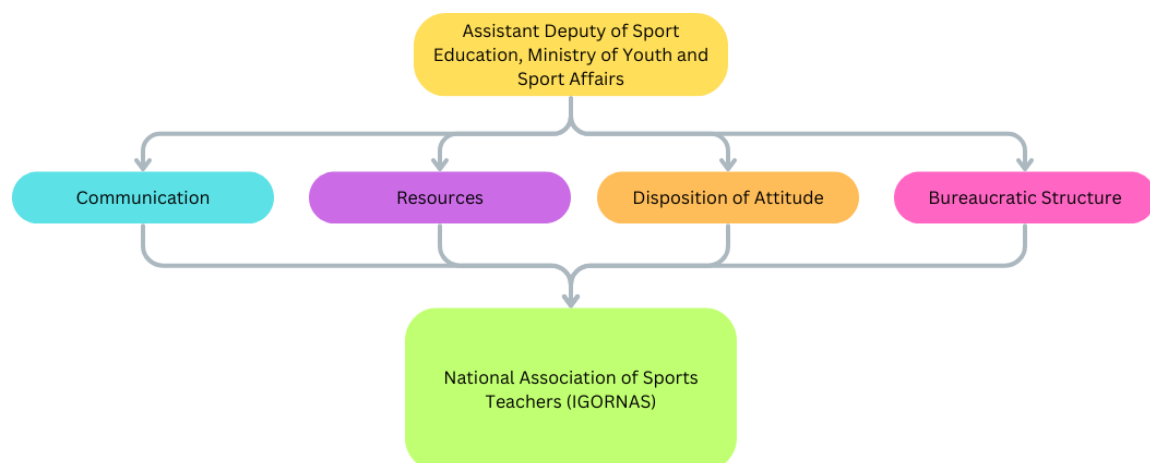 Assistant Deputy of Sport
Education, Ministry of Youth and
Sport Affairs
Communication
Resources
Disposition of Attitude
Bureaucratic Structure
National Association of Sports
Teachers (IGORNAS)